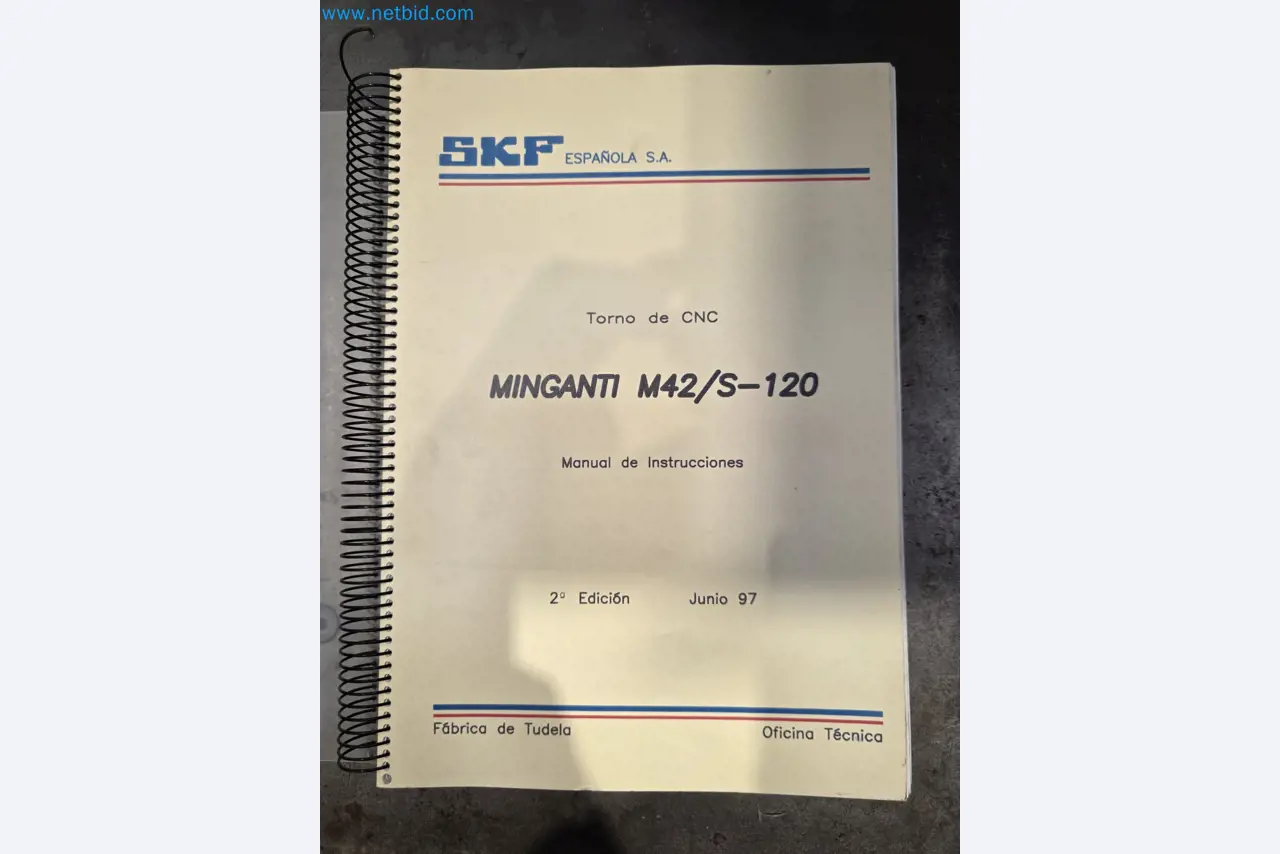 www.netbid.com
SKF ESPAÑOLA S.A.
Torno de CNC
MINGANTI M42/S-120
Manual de Instrucciones
2ª Edición Junio 97
Fábrica de Tudela Oficina Técnica